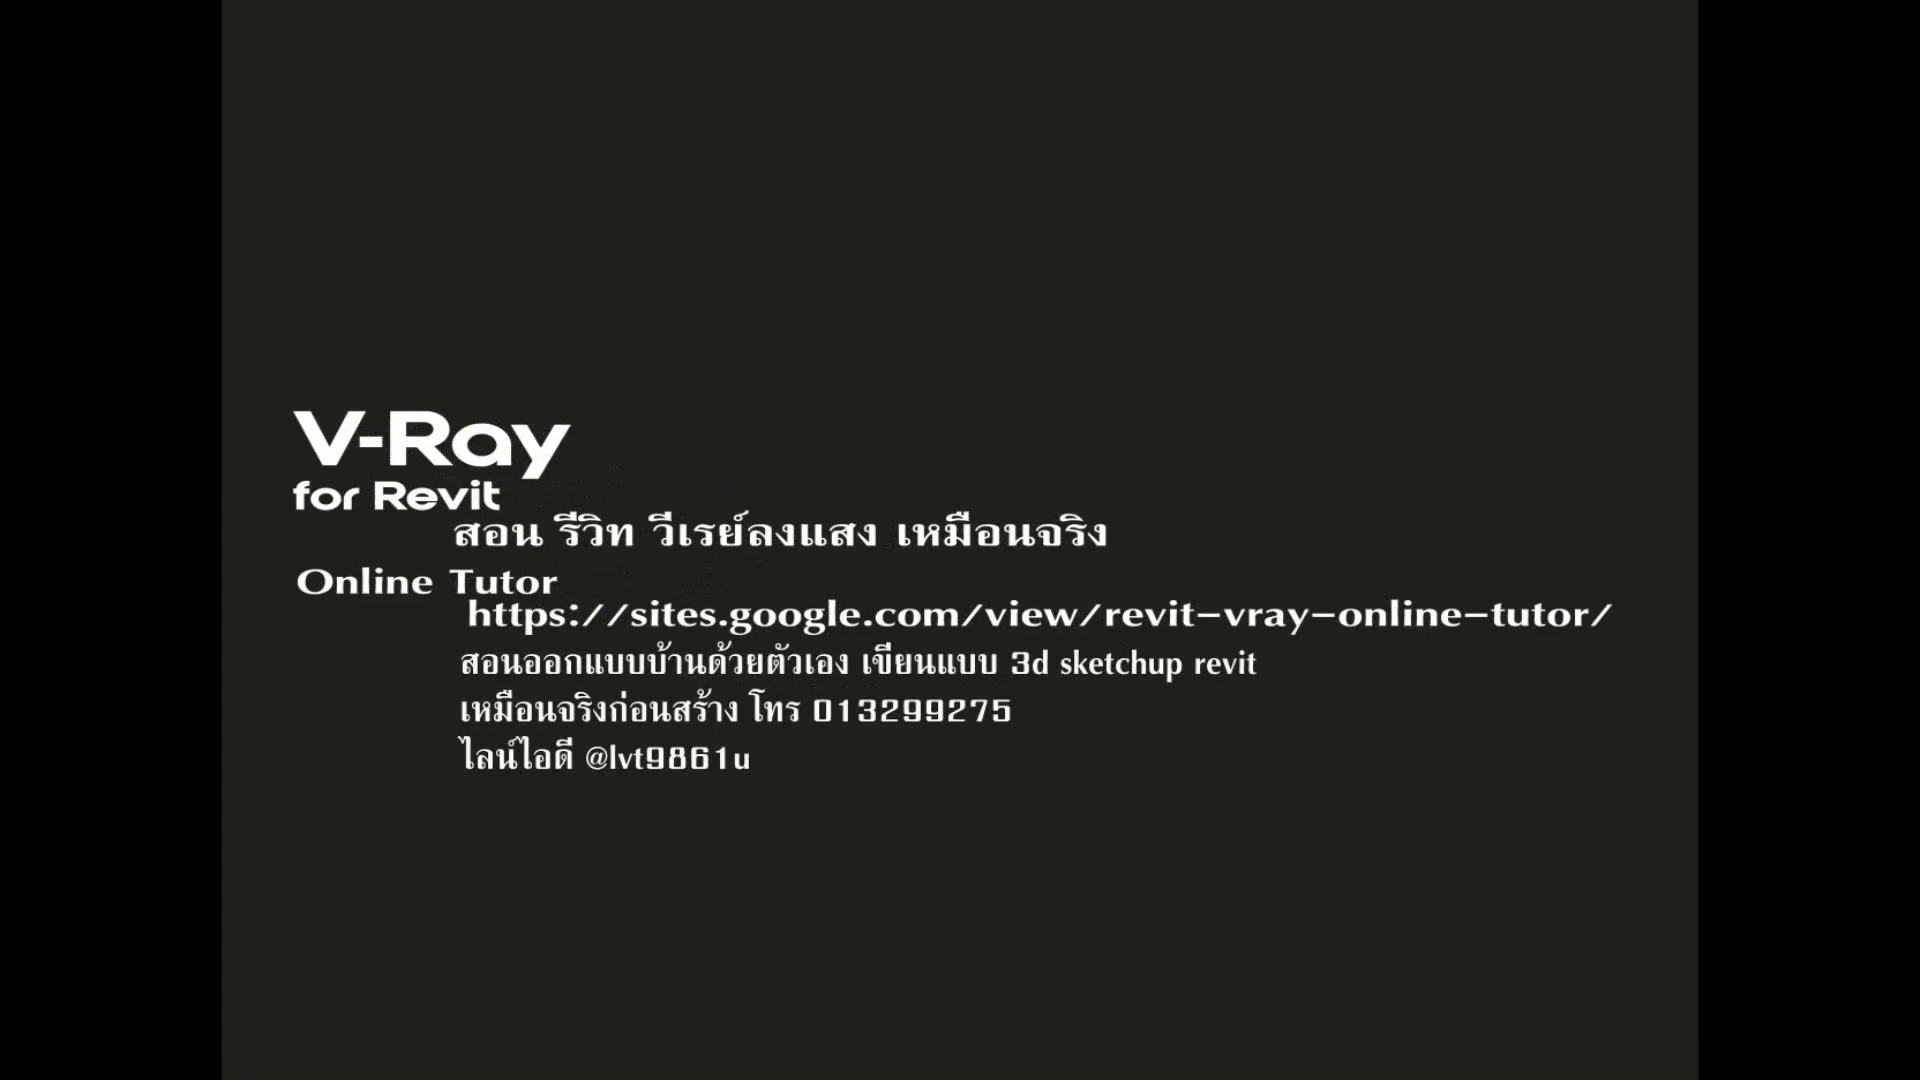 V-Ray
for Revit
สอน รีวิท วีเรย์ลงแสง เหมือนจริง
Online Tutor
https://sites.google.com/view/revit-vray-online-tutor/
สอนออกแบบบ้านด้วยตัวเอง เขียนแบบ 3d sketchup revit
เหมือนจริงก่อนสร้าง โทร 013299275
ไลน์ไอดี @lvt9861u